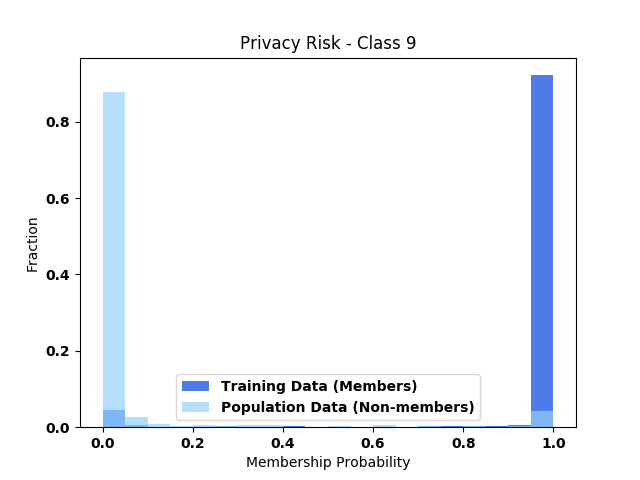 Privacy Risk - Class 9
Fraction
0.8
0.6
0.4
0.2
0.0
Training Data (Members)
Population Data (Non-members)
0.0 0.2 0.4 0.6 0.8 1.0
Membership Probability